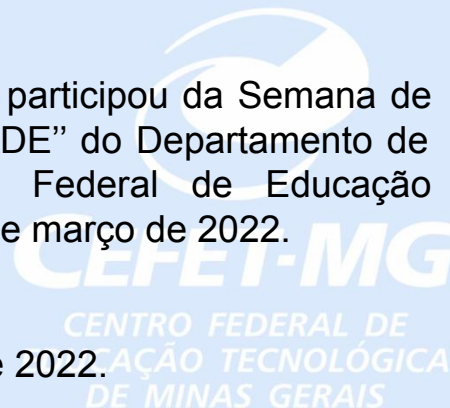 participou da Semana de
DE’’ do Departamento de
Federal de Educação
e março de 2022.
CEFET-MG
CENTRO FEDERAL DE
EDUCAÇÃO TECNOLÓGICA
DE MINAS GERAIS
e 2022.